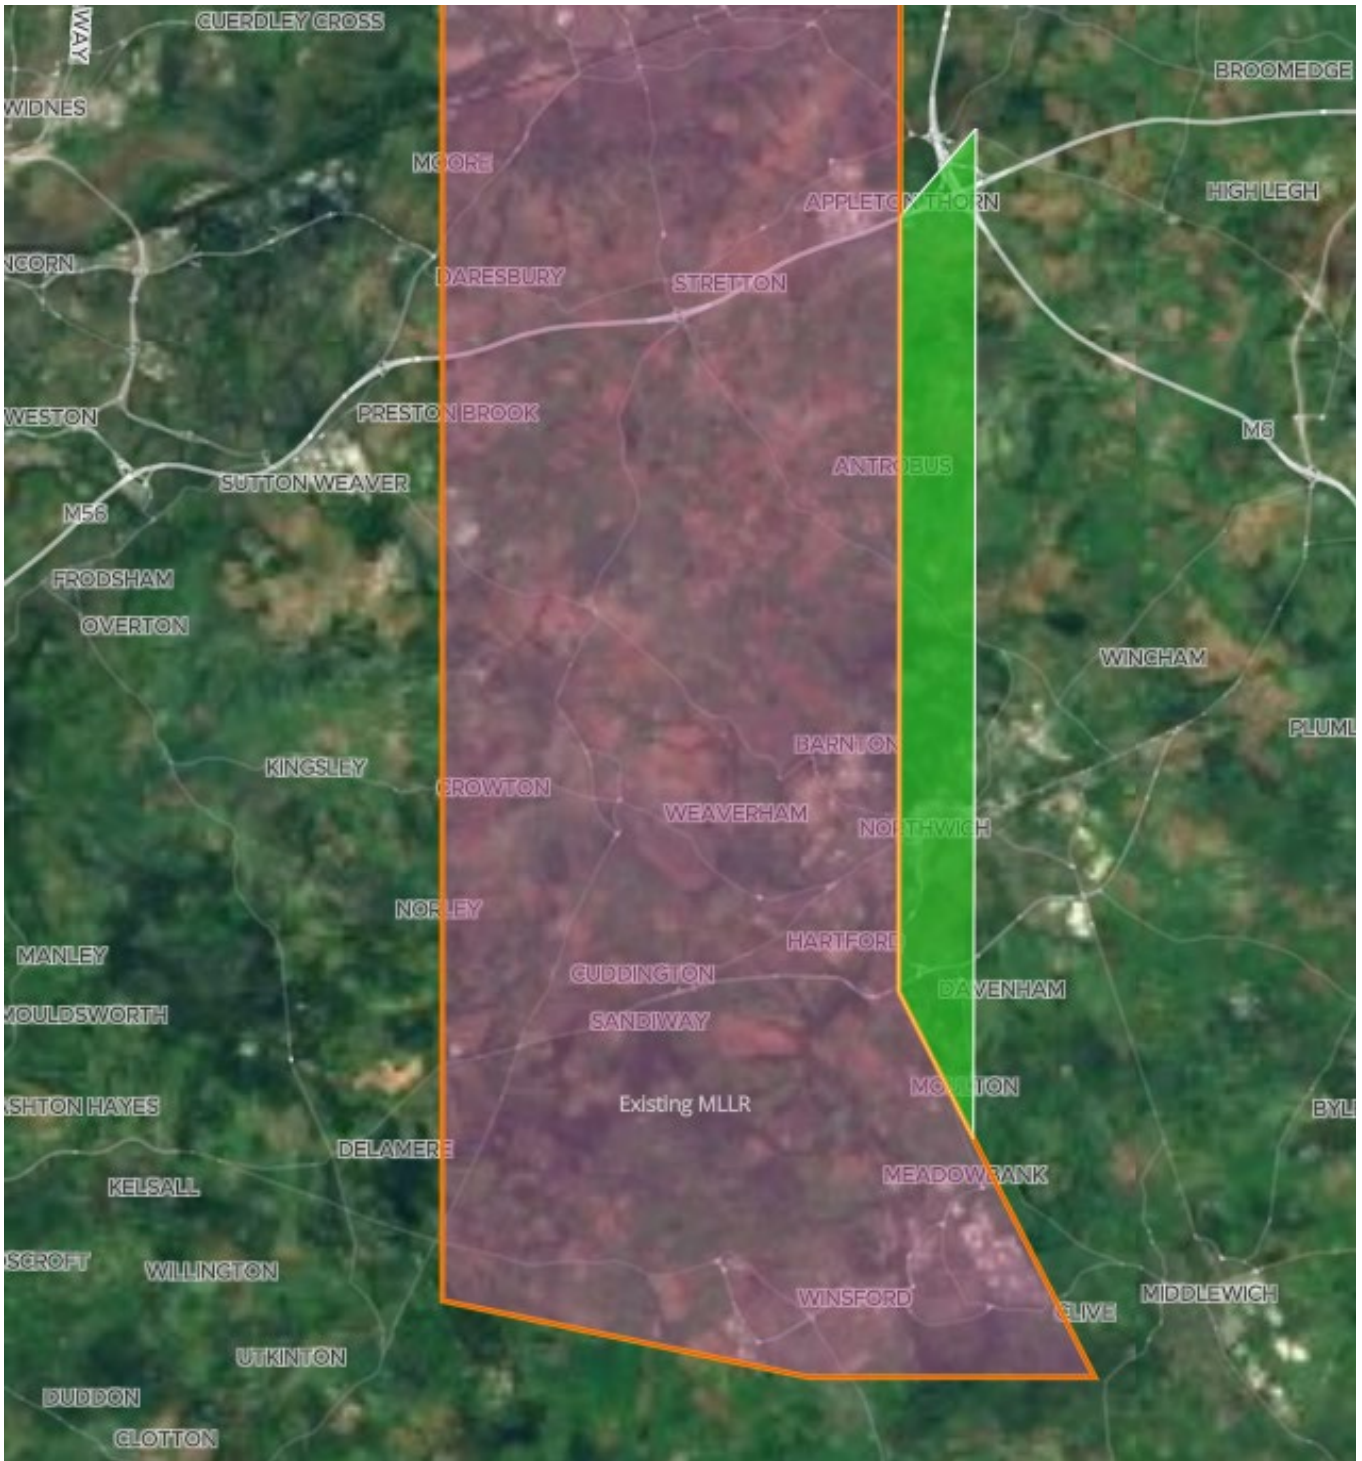 WAY
CUERDLEY CROSS
BROOMEDGE
WIDNES
MOORE
APPLETON THORN
HIGH LEGH
NCORN
DARESBURY
STRETTON
WESTON
PRESTON BROOK
M6
ANTROBUS
SUTTON WEAVER
M56
FRODSHAM
OVERTON
WINCHAM
PLUML
BARNTON
KINGSLEY
CROWTON
WEAVERHAM
NORTHWICH
NORLEY
HARTFORD
MANLEY
CUDDINGTON
DAVENHAM
MOULDSWORTH
SANDIWAY
MOULTON
Existing MLLR
ASHTON HAYES
BYL
DELAMERE
MEADOWBANK
KELSALL
OSCROFT
WILLINGTON
WINSFORD
MIDDLEWICH
CLIVE
UTKINTON
DUDDON
CLOTTON